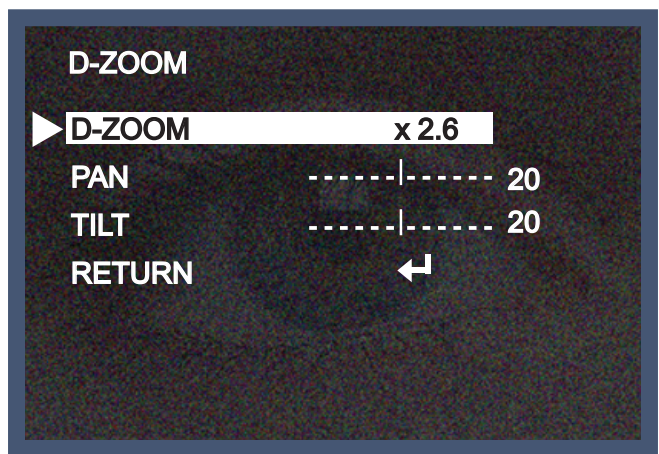 D-ZOOM
D-ZOOM x 2.6
PAN ------|------ 20
TILT ------|------ 20
RETURN ↵